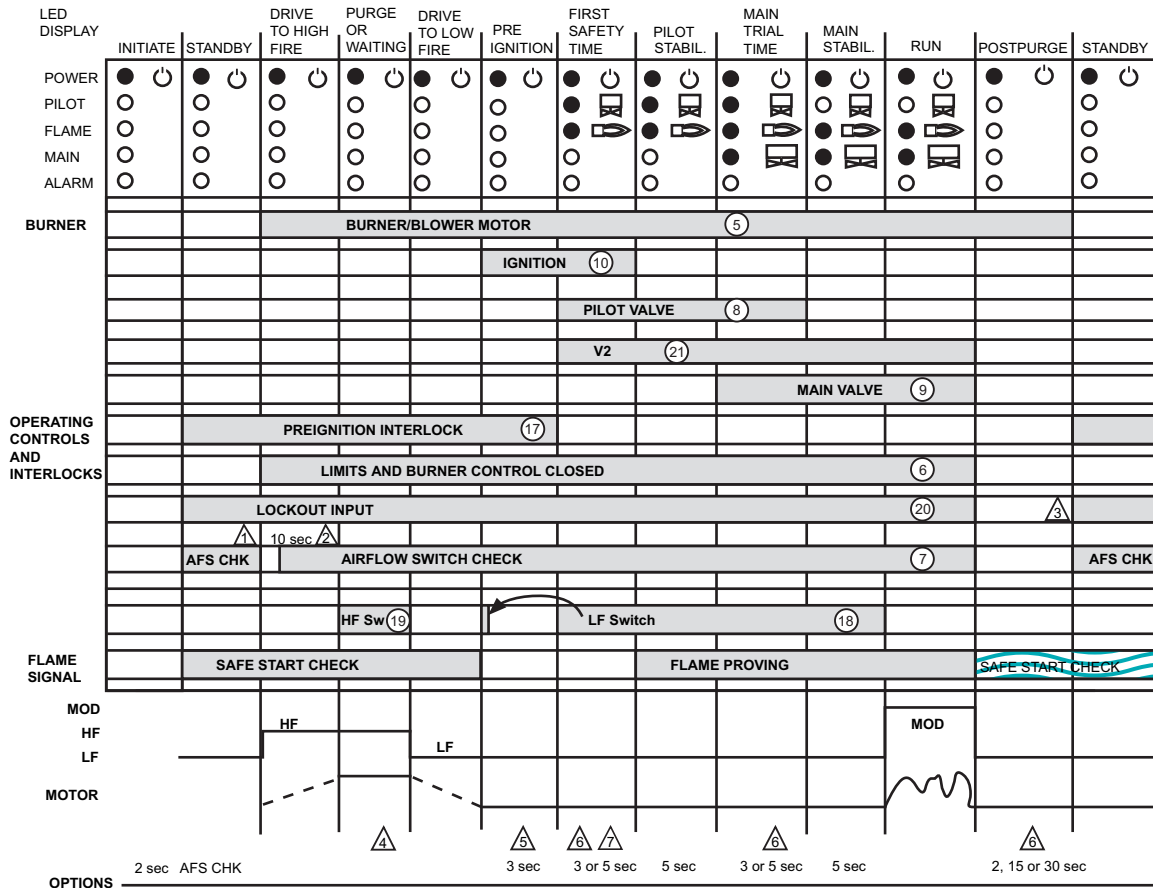 LED DISPLAY
INITIATE
STANDBY
DRIVE TO HIGH FIRE
PURGE OR WAITING
DRIVE TO LOW FIRE
PRE IGNITION
FIRST SAFETY TIME
PILOT STABIL.
MAIN TRIAL TIME
MAIN STABIL.
RUN
POSTPURGE
STANDBY
POWER
PILOT
FLAME
MAIN
ALARM
BURNER
BURNER/BLOWER MOTOR 5
IGNITION 10
PILOT VALVE 8
V2 21
MAIN VALVE 9
OPERATING CONTROLS AND INTERLOCKS
PREIGNITION INTERLOCK 17
LIMITS AND BURNER CONTROL CLOSED 6
LOCKOUT INPUT 20
3
1
10 sec 2
AFS CHK
AIRFLOW SWITCH CHECK 7
AFS CHK
HF Sw 19
LF Switch 18
FLAME SIGNAL
SAFE START CHECK
FLAME PROVING
SAFE START CHECK
MOD
HF
LF
HF
LF
MOD
MOTOR
4
5
6
7
6
6
2 sec
AFS CHK
3 sec
3 or 5 sec
5 sec
3 or 5 sec
5 sec
2, 15 or 30 sec
OPTIONS